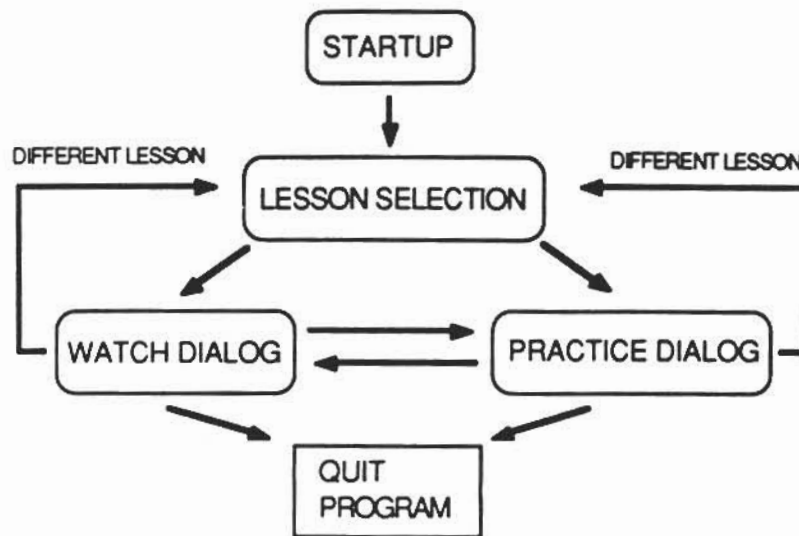 STARTUP
DIFFERENT LESSON
DIFFERENT LESSON
LESSON SELECTION
WATCH DIALOG
PRACTICE DIALOG
QUIT
PROGRAM